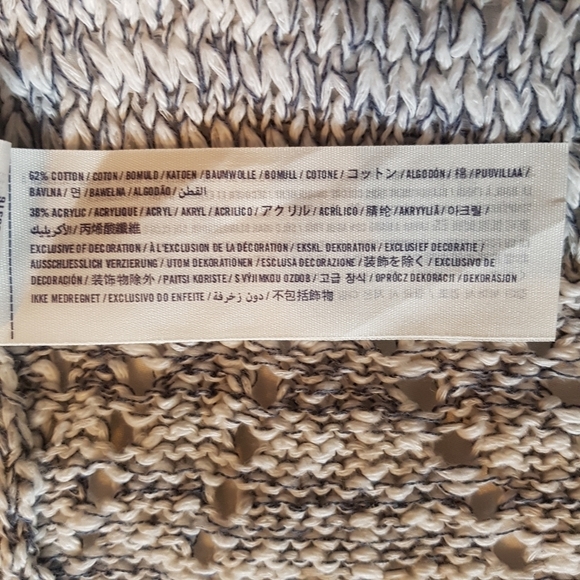 62% COTTON / COTON / BOMULD / KATOEN / BAUMWOLLE / BOMULL / COTONE / コットン / ALGODÓN / 棉 / PUUVILLAA /
BAVLNA / 면 / BAWEŁNA / ALGODÃO / القطن
38% ACRYLIC / ACRYLIQUE / ACRYL / AKRYL / ACRILICO / アクリル / ACRÍLICO / 腈纶 / AKRYYLIÄ / 아크릴 /
الأكريليك / 丙烯酸纖維
EXCLUSIVE OF DECORATION / À L'EXCLUSION DE LA DÉCORATION / EKSKL. DEKORATION / EXCLUSIEF DECORATIE /
AUSSCHLIESSLICH VERZIERUNG / UTOM DEKORATIONEN / ESCLUSA DECORAZIONE / 装飾を除く / EXCLUSIVO DE
DECORACIÓN / 装饰物除外 / PAITSI KORISTE / S VÝJIMKOU OZDOB / 고급 장식 / OPRÓCZ DEKORACJI / DEKORASJON
IKKE MEDREGNET / EXCLUSIVO DO ENFEITE / دون زخرفة / 不包括飾物